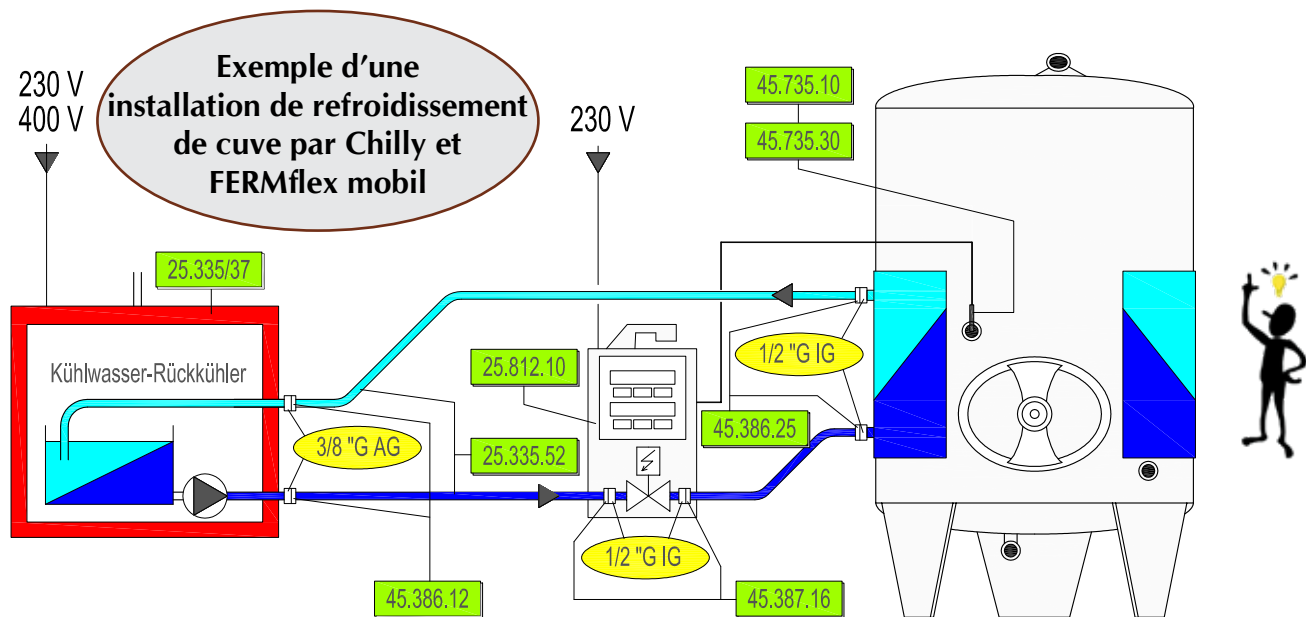 230 V
400 V
Exemple d’une
installation de refroidissement
de cuve par Chilly et
FERMflex mobil
230 V
45.735.10
45.735.30
25.335/37
Kühlwasser-Rückkühler
1/2 "G IG
25.812.10
45.386.25
3/8 "G AG
25.335.52
1/2 "G IG
45.386.12
45.387.16